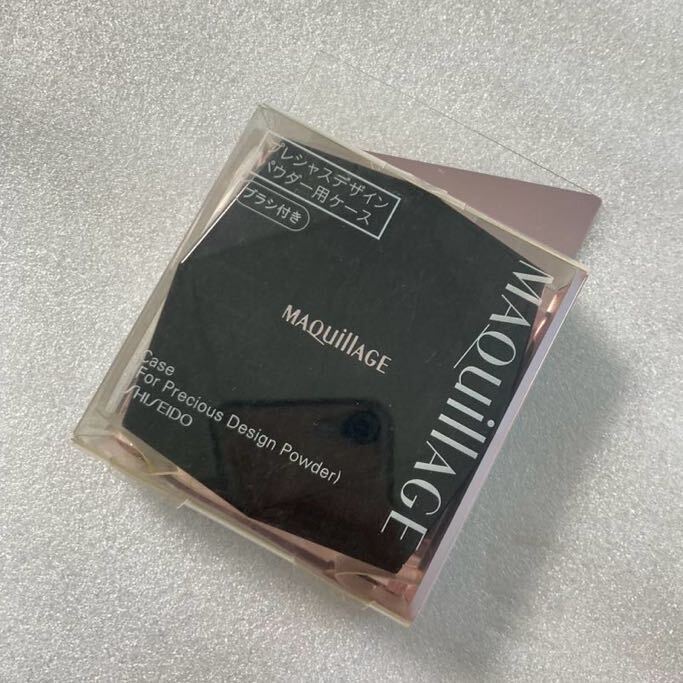 プレシャスデザイン
パウダー用ケース
ブラシ付き
MAQuillAGE
MAQuillAGE
Case
(For Precious Design Powder)
SHISEIDO